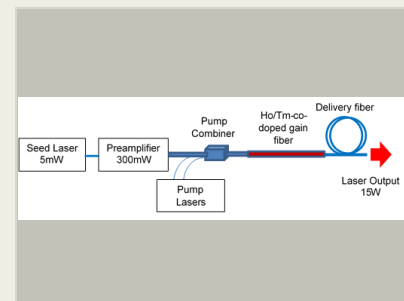 Seed Laser
5mW
Preamplifier
300mW
Pump
Combiner
Pump
Lasers
Ho/Tm-co-
doped gain
fiber
Delivery fiber
Laser Output
15W